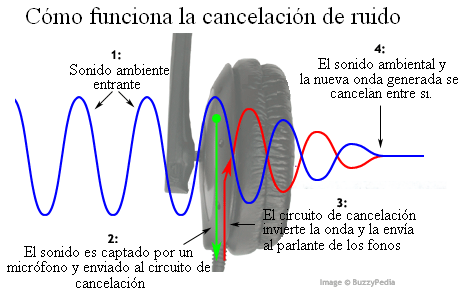 Cómo funciona la cancelación de ruido
1:
Sonido ambiente
entrante
4:
El sonido ambiental y
la nueva onda generada se
cancelan entre si.
2:
El sonido es captado por un
micrófono y enviado al circuito de
cancelación
3:
El circuito de cancelación
invierte la onda y la envía
al parlante de los fonos
Image © BuzzyPedia